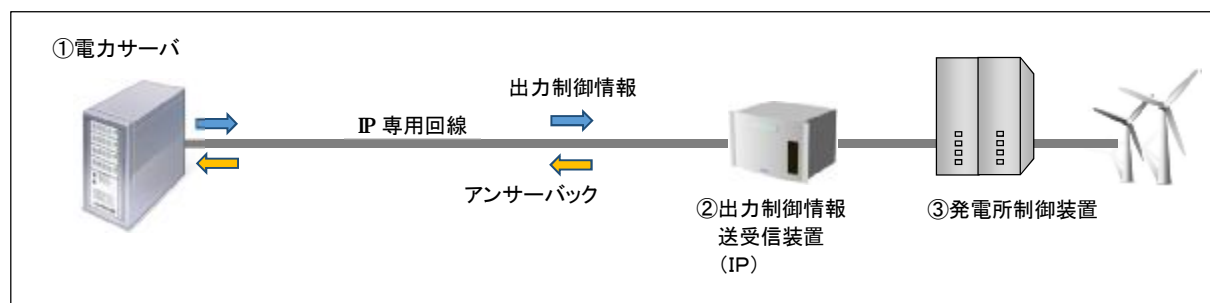 ①電力サーバ
出力制御情報
IP 専用回線
アンサーバック
②出力制御情報
送受信装置
（IP）
③発電所制御装置